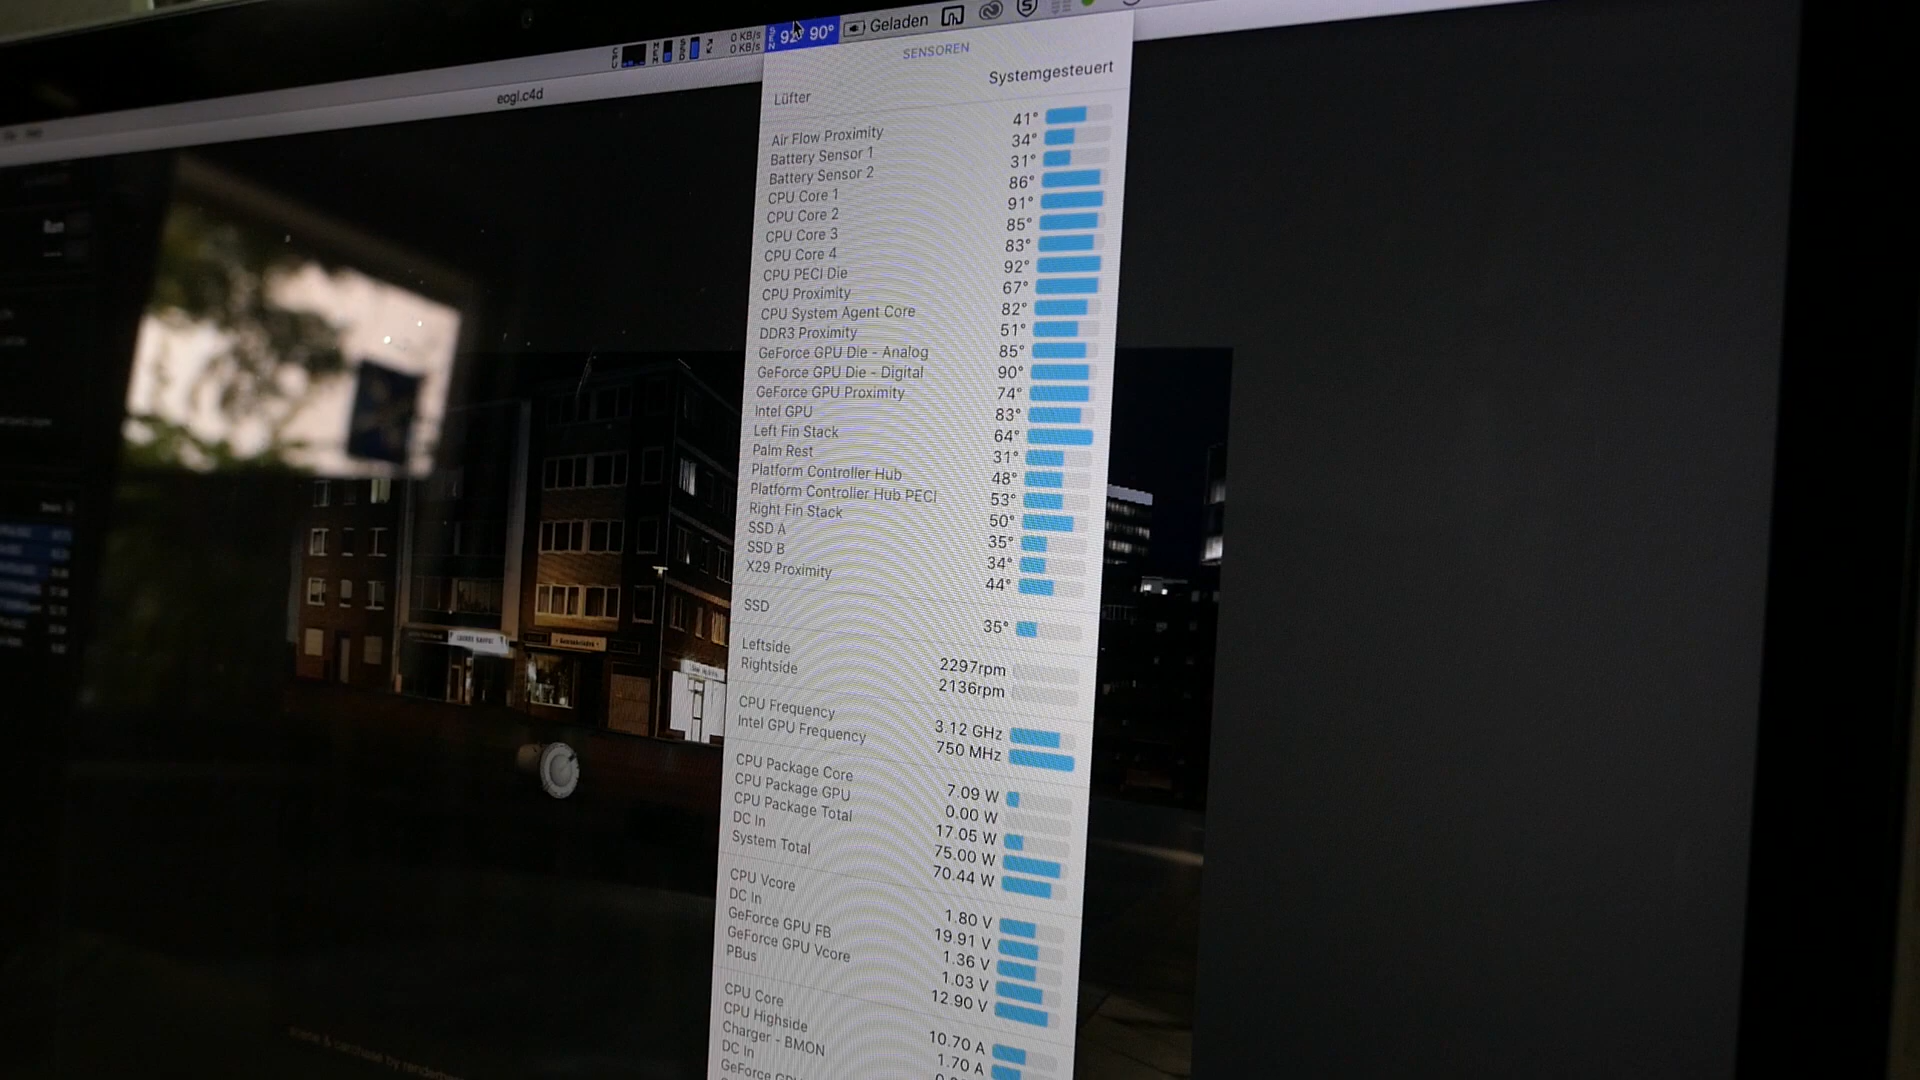 CPU MEM SSD 0 KB/s
0 KB/s
SEN 92° 90° Geladen
eogl.c4d
SENSOREN
Lüfter Systemgesteuert
Air Flow Proximity 41°
Battery Sensor 1 34°
Battery Sensor 2 31°
CPU Core 1 86°
CPU Core 2 91°
CPU Core 3 85°
CPU Core 4 83°
CPU PECI Die 92°
CPU Proximity 67°
CPU System Agent Core 82°
DDR3 Proximity 51°
GeForce GPU Die - Analog 85°
GeForce GPU Die - Digital 90°
GeForce GPU Proximity 74°
Intel GPU 83°
Left Fin Stack 64°
Palm Rest 31°
Platform Controller Hub 48°
Platform Controller Hub PECI 53°
Right Fin Stack 50°
SSD A 35°
SSD B 34°
X29 Proximity 44°
SSD 35°
Leftside 2297rpm
Rightside 2136rpm
CPU Frequency 3.12 GHz
Intel GPU Frequency 750 MHz
CPU Package Core 7.09 W
CPU Package GPU 0.00 W
CPU Package Total 17.05 W
DC In 75.00 W
System Total 70.44 W
CPU Vcore 1.80 V
DC In 19.91 V
GeForce GPU FB 1.36 V
GeForce GPU Vcore 1.03 V
PBus 12.90 V
CPU Core 10.70 A
CPU Highside 1.70 A
Charger - BMON
DC In
GeForce